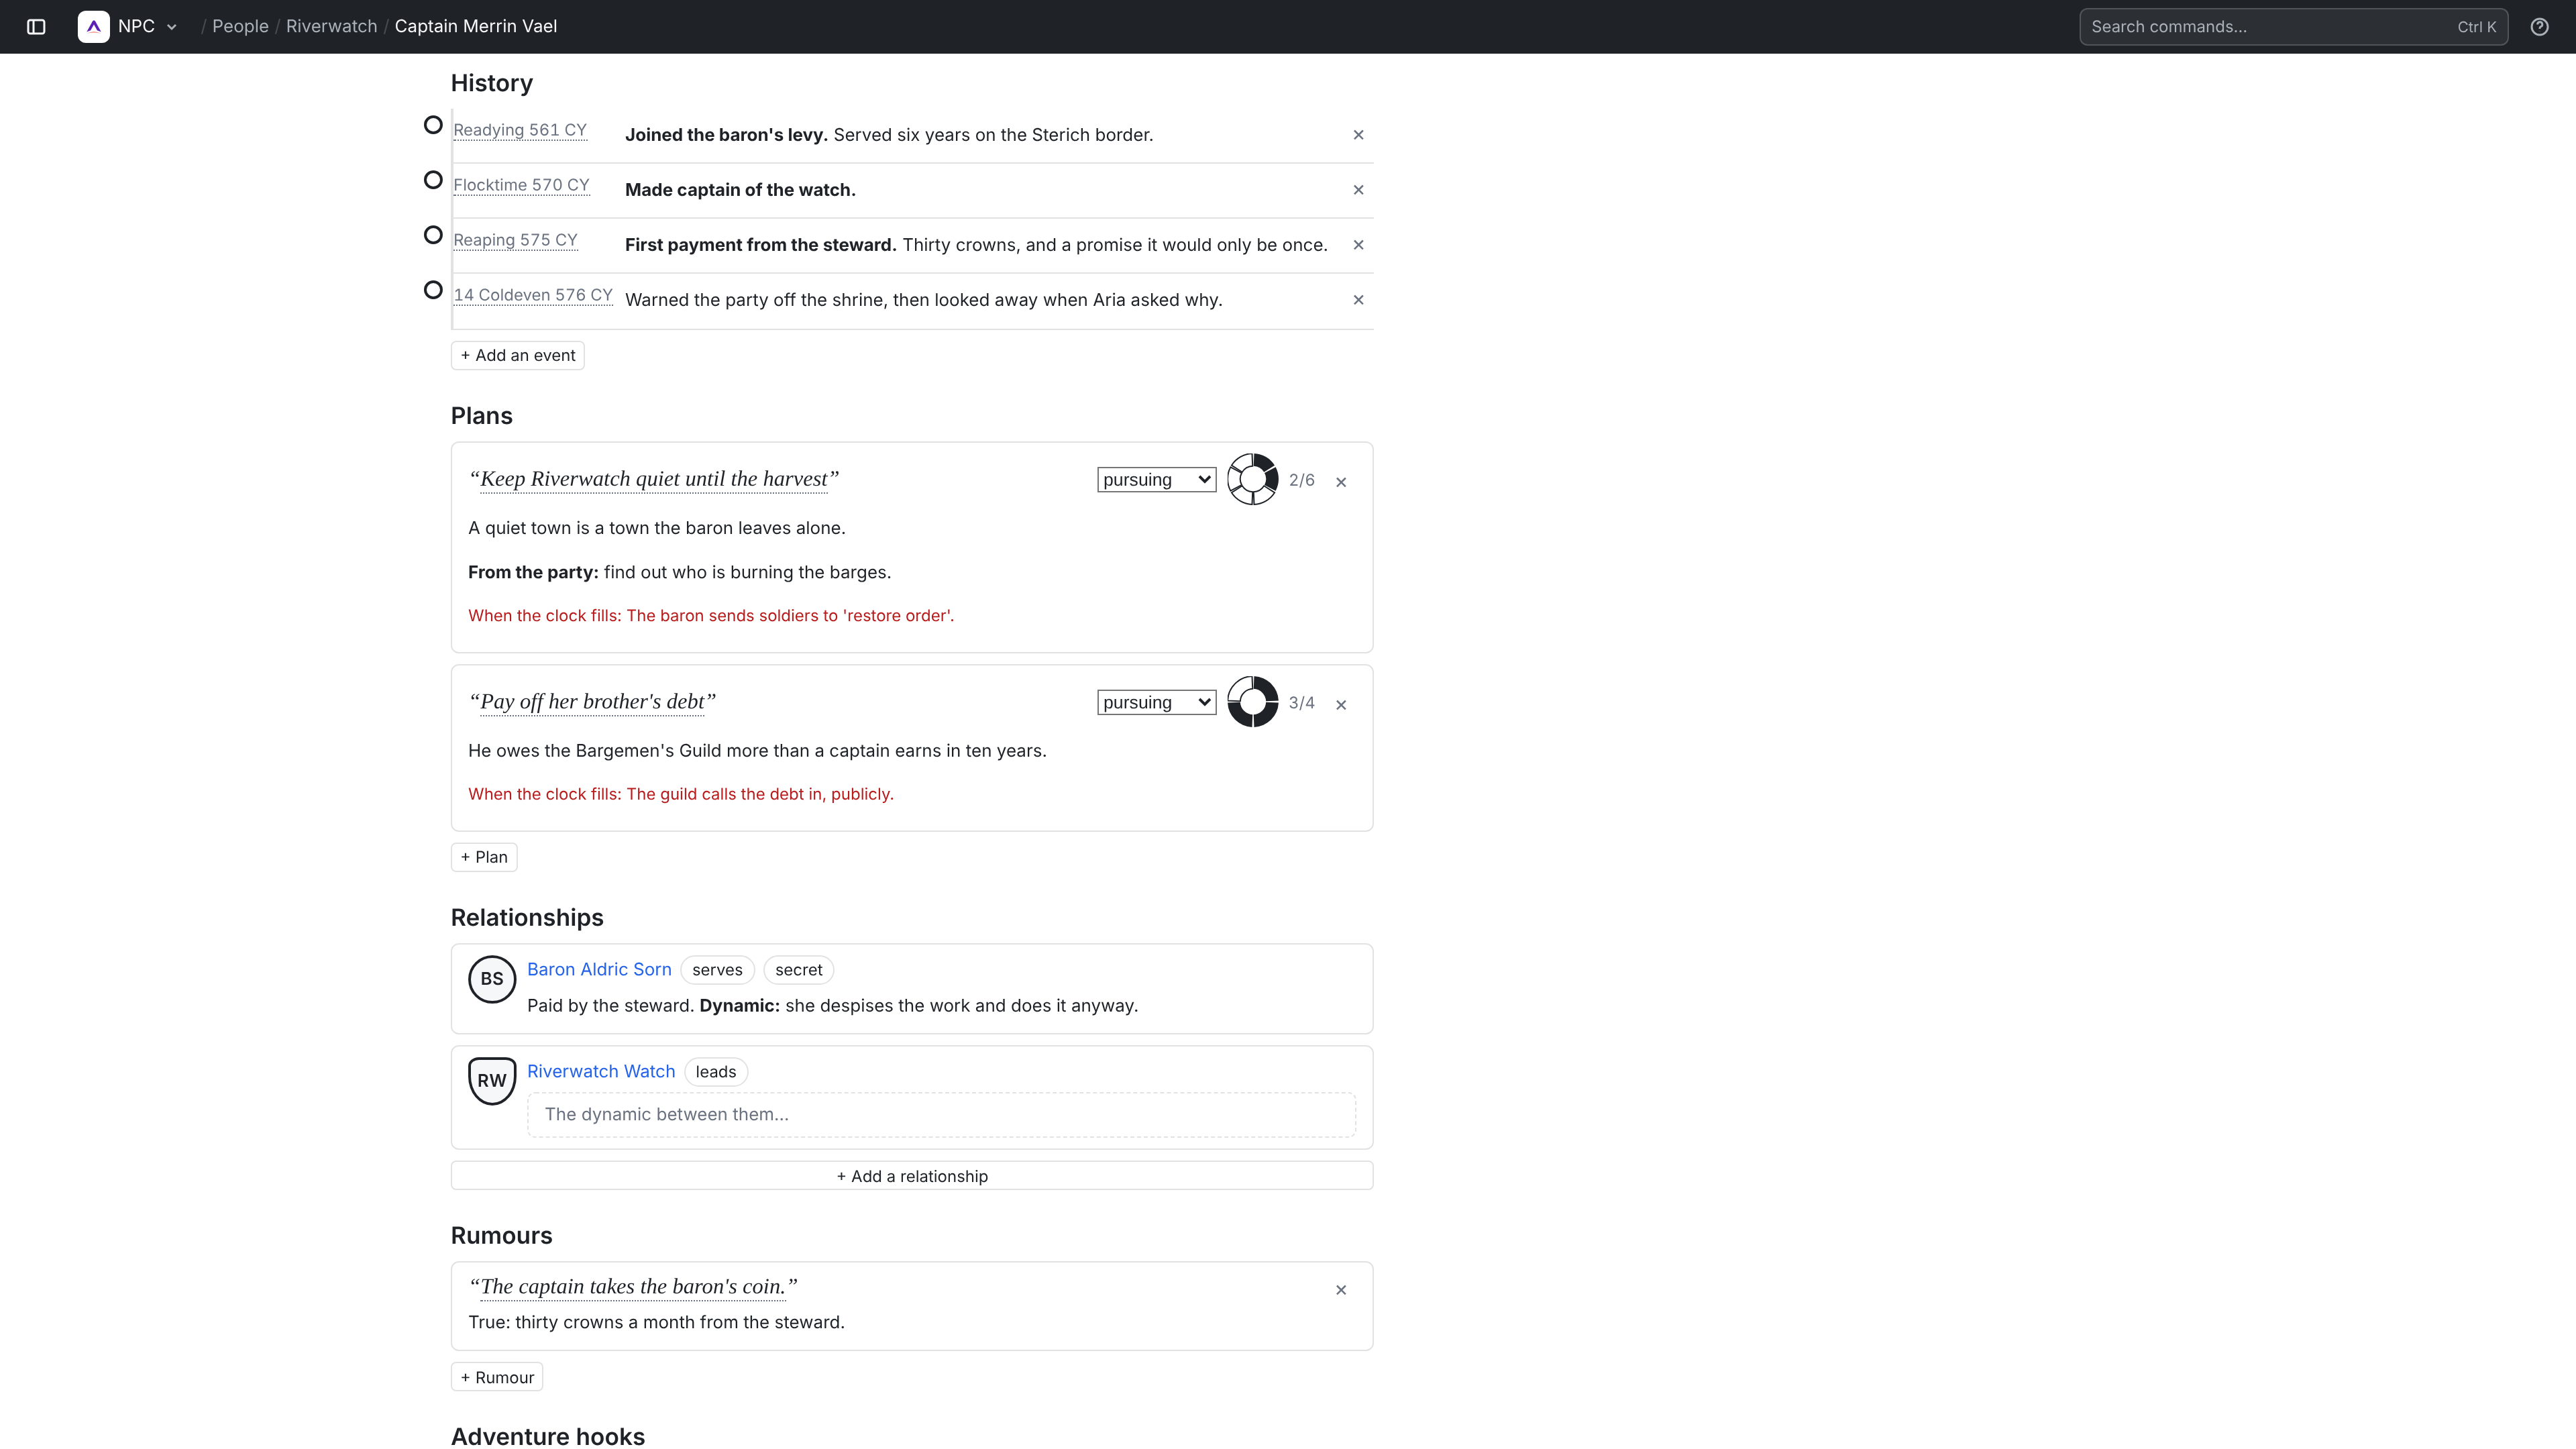 NPC / People / Riverwatch / Captain Merrin Vael
Search commands... Ctrl K
History
Readying 561 CY Joined the baron's levy. Served six years on the Sterich border. ×
Flocktime 570 CY Made captain of the watch. ×
Reaping 575 CY First payment from the steward. Thirty crowns, and a promise it would only be once. ×
14 Coldeven 576 CY Warned the party off the shrine, then looked away when Aria asked why. ×
+ Add an event
Plans
“Keep Riverwatch quiet until the harvest” pursuing 2/6 ×
A quiet town is a town the baron leaves alone.
From the party: find out who is burning the barges.
When the clock fills: The baron sends soldiers to 'restore order'.
“Pay off her brother's debt” pursuing 3/4 ×
He owes the Bargemen's Guild more than a captain earns in ten years.
When the clock fills: The guild calls the debt in, publicly.
+ Plan
Relationships
BS Baron Aldric Sorn serves secret
Paid by the steward. Dynamic: she despises the work and does it anyway.
RW Riverwatch Watch leads
The dynamic between them...
+ Add a relationship
Rumours
“The captain takes the baron's coin.” ×
True: thirty crowns a month from the steward.
+ Rumour
Adventure hooks